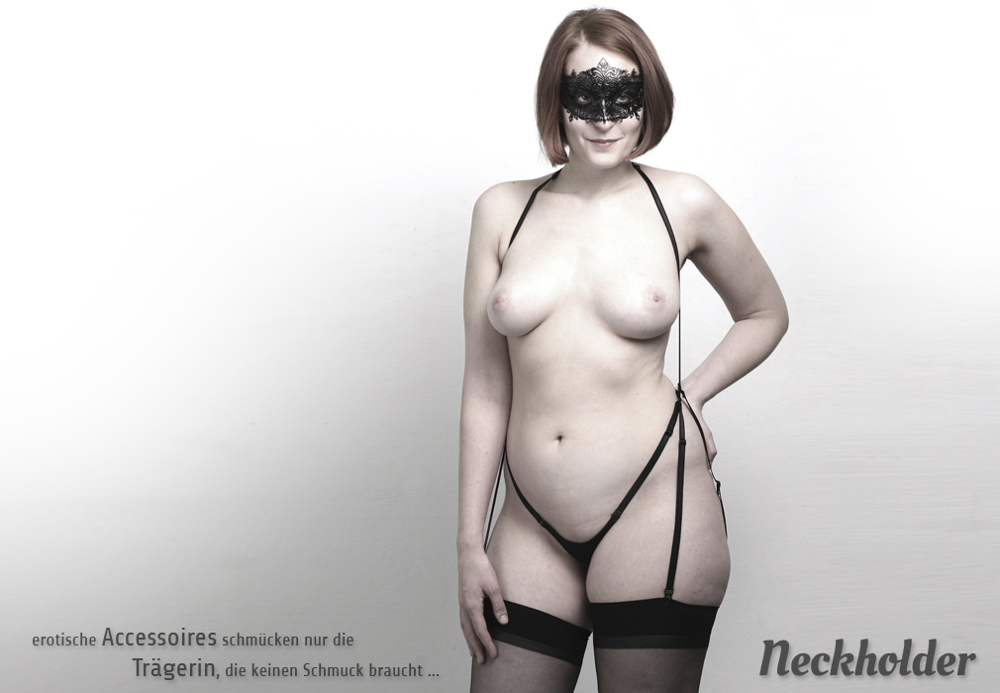 erotische Accessoires schmücken nur die
Trägerin, die keinen Schmuck braucht ...
Neckholder